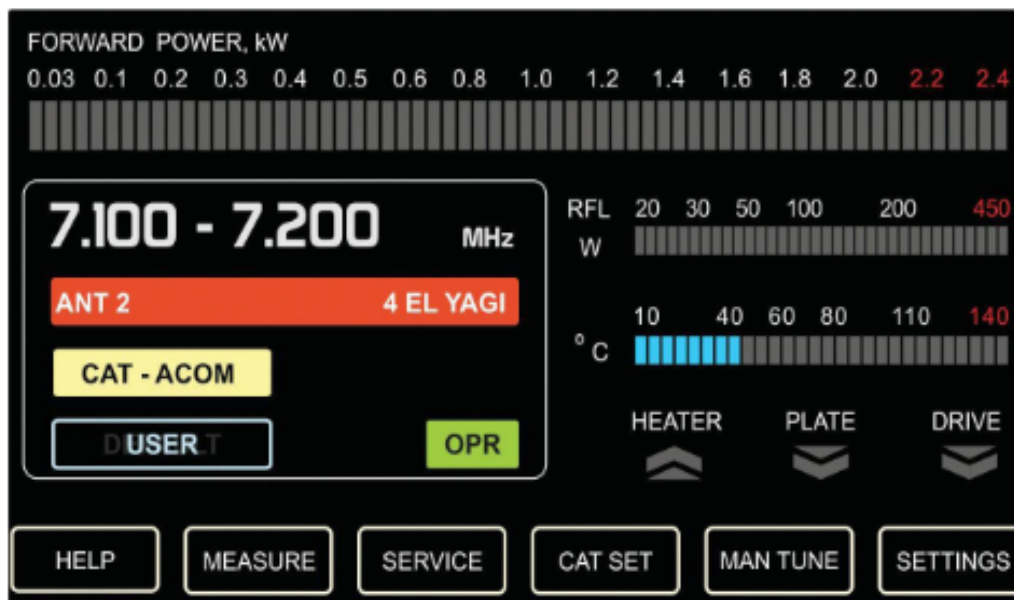 FORWARD POWER, kW
0.03 0.1 0.2 0.3 0.4 0.5 0.6 0.8 1.0 1.2 1.4 1.6 1.8 2.0 2.2 2.4
7.100 - 7.200 MHz
ANT 2 4 EL YAGI
CAT - ACOM
USER
OPR
RFL 20 30 50 100 200 450
W
10 40 60 80 110 140
° C
HEATER PLATE DRIVE
HELP MEASURE SERVICE CAT SET MAN TUNE SETTINGS